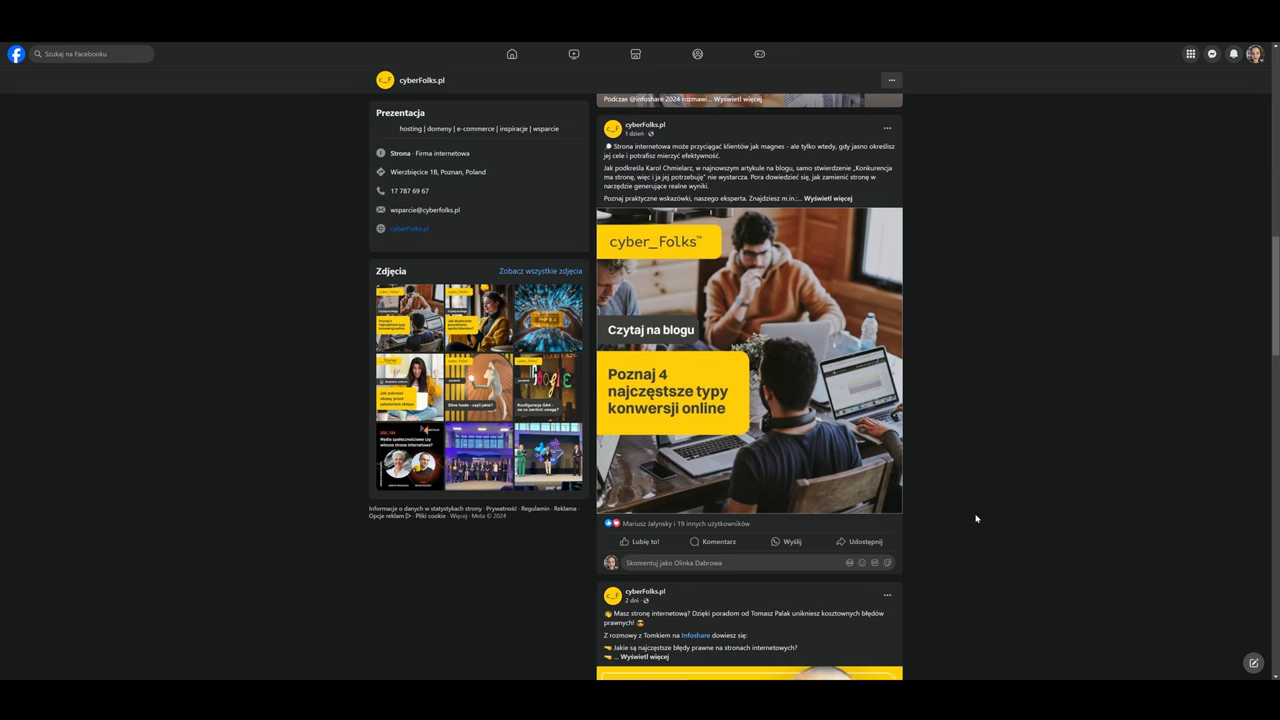 Szukaj na Facebooku
c_F cyberFolks.pl
Prezentacja
hosting | domeny | e-commerce | inspiracje | wsparcie
Strona · Firma internetowa
Wierzbięcice 1B, Poznan, Poland
17 787 69 67
wsparcie@cyberfolks.pl
cyberFolks.pl
Zdjęcia
Zobacz wszystkie zdjęcia
Informacje o danych w statystykach strony · Prywatność · Regulamin · Reklama ·
Opcje reklam · Pliki cookie · Więcej · Meta © 2024
Podczas @infoshare 2024 rozmawi... Wyświetl więcej
c_F cyberFolks.pl
1 dzień ·
Strona internetowa może przyciągać klientów jak magnes - ale tylko wtedy, gdy jasno określisz
jej cele i potrafisz mierzyć efektywność.
Jak podkreśla Karol Chmielarz, w najnowszym artykule na blogu, samo stwierdzenie „Konkurencja
ma stronę, więc i ja jej potrzebuję" nie wystarcza. Pora dowiedzieć się, jak zamienić stronę w
narzędzie generujące realne wyniki.
Poznaj praktyczne wskazówki, naszego eksperta. Znajdziesz m.in.:... Wyświetl więcej
cyber_Folks™
Czytaj na blogu
Poznaj 4
najczęstsze typy
konwersji online
Mariusz Jalynsky i 19 innych użytkowników
Lubię to!
Komentarz
Wyślij
Udostępnij
Skomentuj jako Olinka Dabrowa
c_F cyberFolks.pl
2 dni ·
Masz stronę internetową? Dzięki poradom od Tomasz Palak unikniesz kosztownych błędów
prawnych!
Z rozmowy z Tomkiem na Infoshare dowiesz się:
Jakie są najczęstsze błędy prawne na stronach internetowych?
... Wyświetl więcej